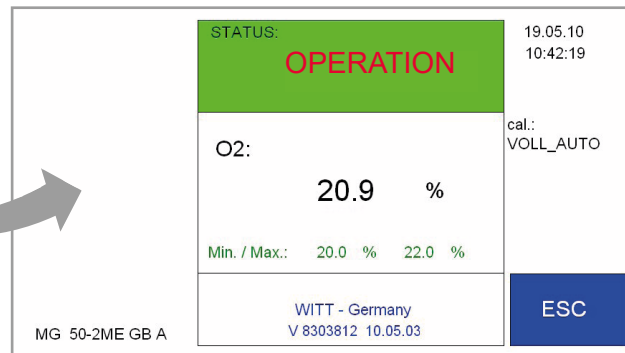 STATUS:
OPERATION
19.05.10
10:42:19
cal.:
VOLL_AUTO
O2:
20.9 %
Min. / Max.: 20.0 % 22.0 %
WITT - Germany
V 8303812 10.05.03
ESC
MG 50-2ME GB A